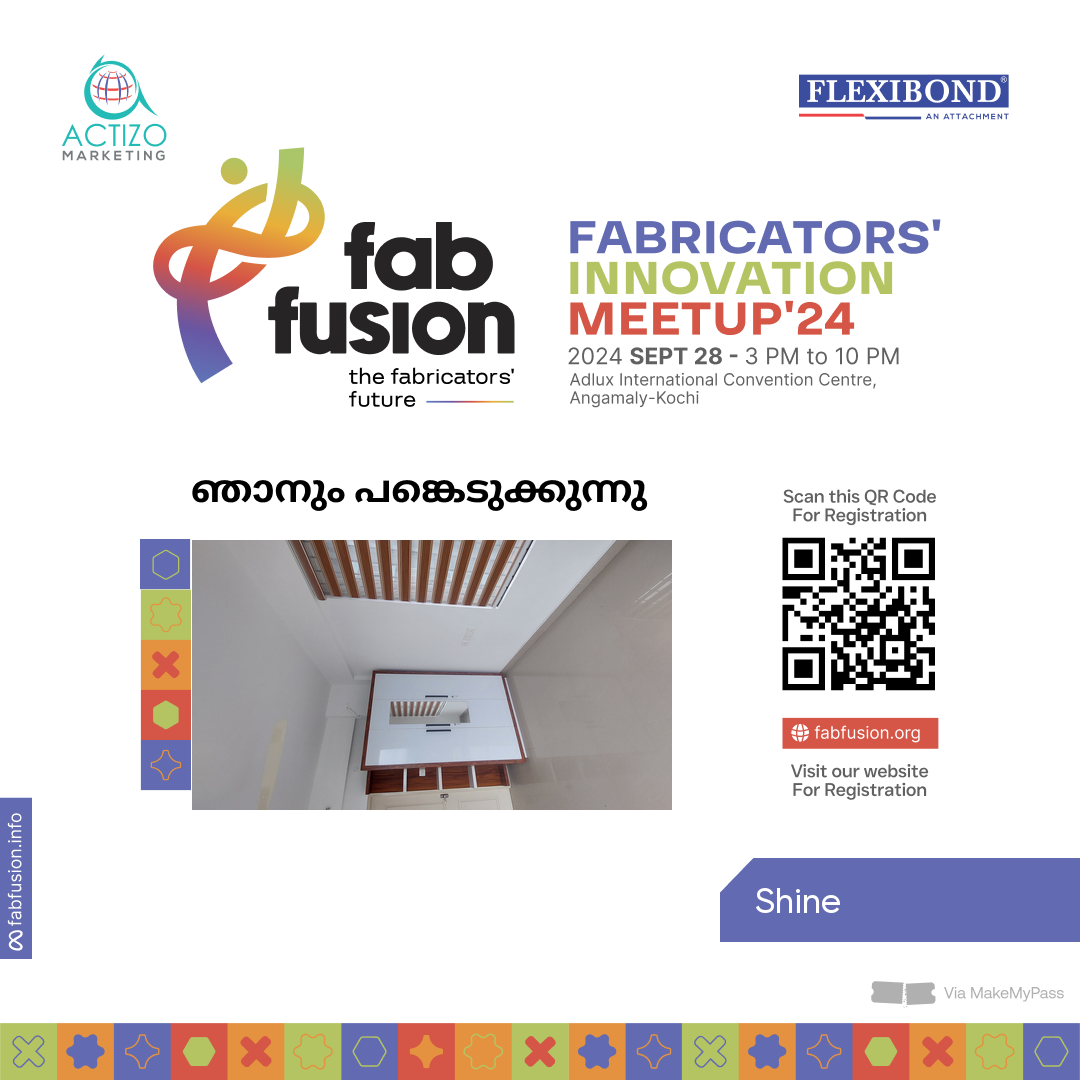 ACTIZO
MARKETING
FLEXIBOND®
AN ATTACHMENT
fab
fusion
the fabricators'
future
FABRICATORS'
INNOVATION
MEETUP'24
2024 SEPT 28 - 3 PM to 10 PM
Adlux International Convention Centre,
Angamaly-Kochi
ഞാനും പങ്കെടുക്കുന്നു
Scan this QR Code
For Registration
fabfusion.org
Visit our website
For Registration
fabfusion.info
Shine
Via MakeMyPass